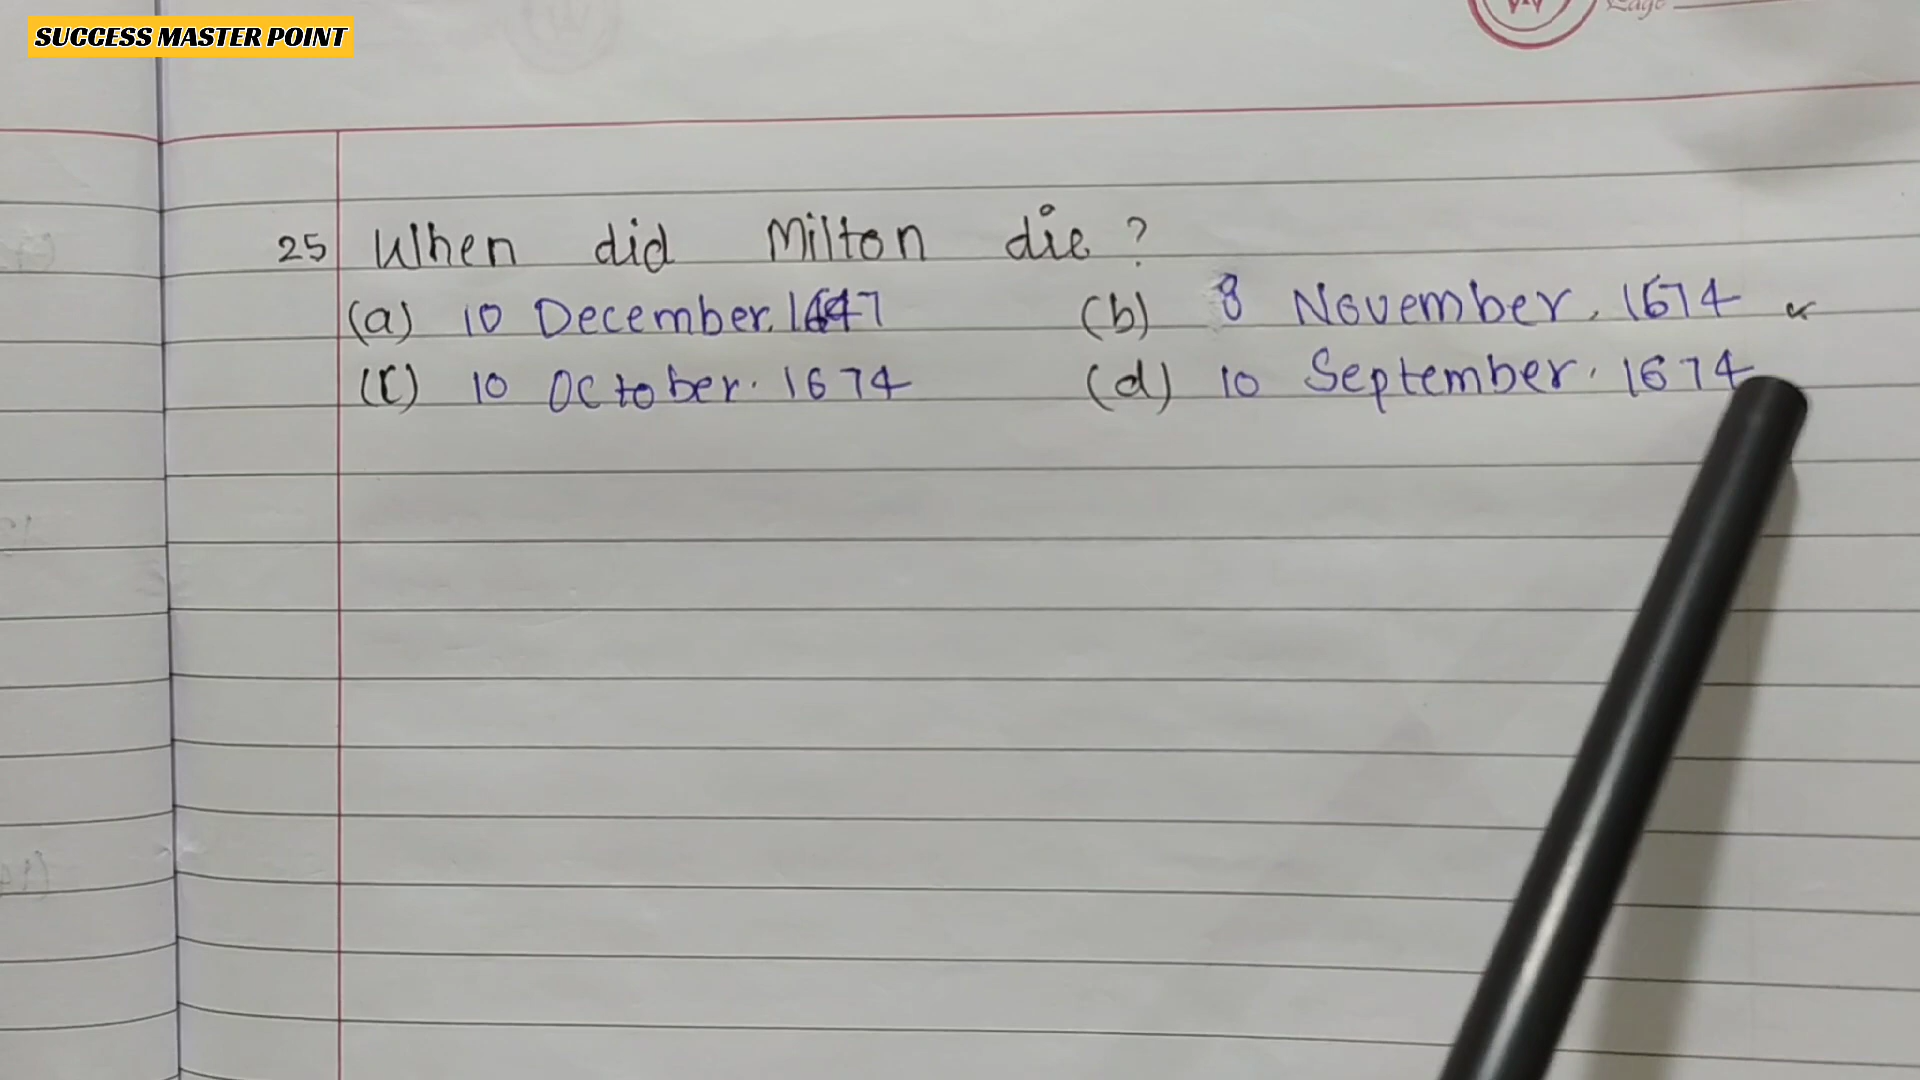 SUCCESS MASTER POINT
Page
25 When did Milton die?
(a) 10 December. 1647 (b) 8 November, 1674
(c) 10 October. 1674 (d) 10 September. 1674